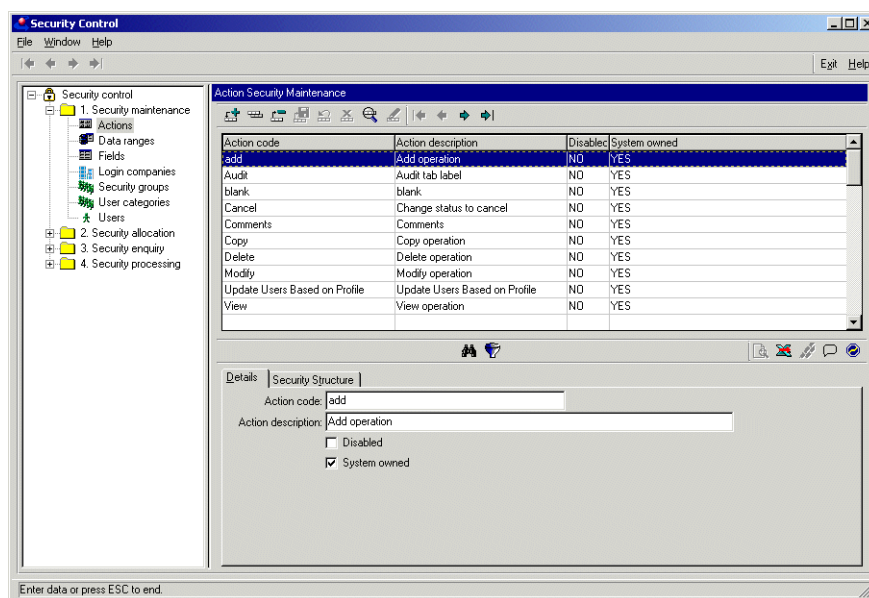 Security Control
File Window Help
Exit Help
Security control
1. Security maintenance
Actions
Data ranges
Fields
Login companies
Security groups
User categories
Users
2. Security allocation
3. Security enquiry
4. Security processing
Action Security Maintenance
Action code Action description Disabled System owned
add Add operation NO YES
Audit Audit tab label NO YES
blank blank NO YES
Cancel Change status to cancel NO YES
Comments Comments NO YES
Copy Copy operation NO YES
Delete Delete operation NO YES
Modify Modify operation NO YES
Update Users Based on Profile Update Users Based on Profile NO YES
View View operation NO YES
Details Security Structure
Action code: add
Action description: Add operation
Disabled
System owned
Enter data or press ESC to end.